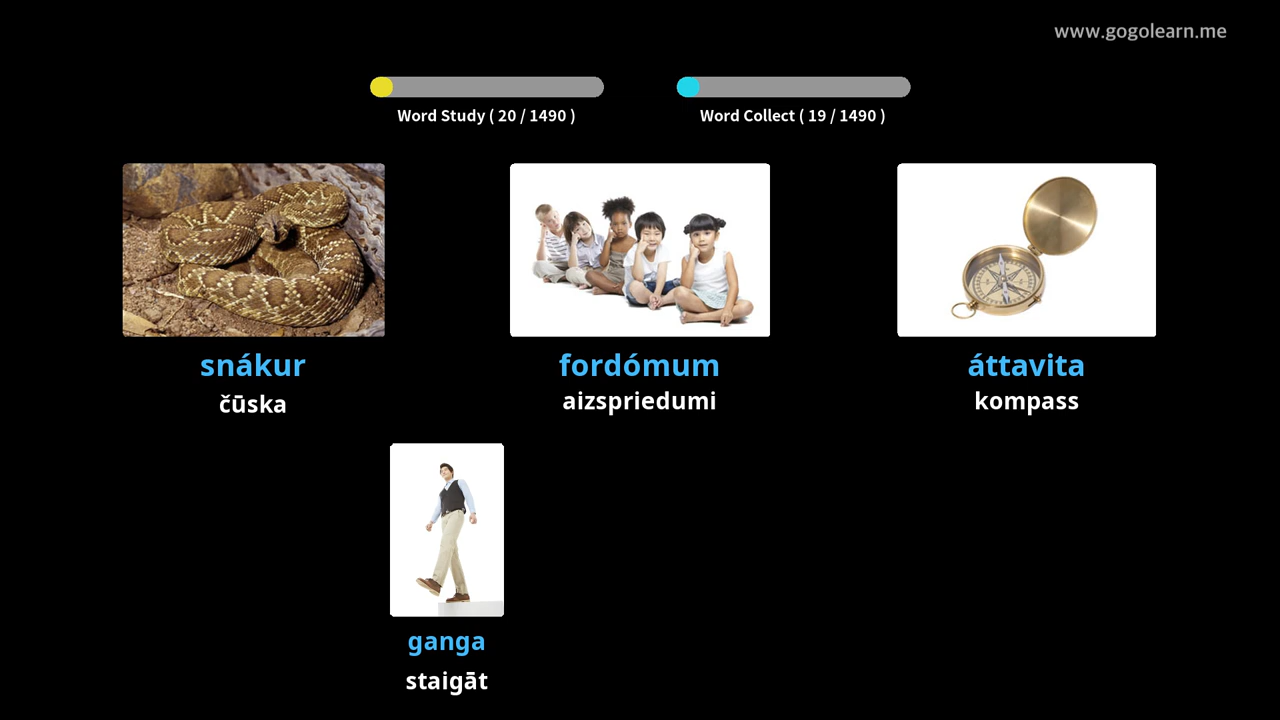 www.gogolearn.me
Word Study ( 20 / 1490 )
Word Collect ( 19 / 1490 )
snákur
čūska
fordómum
aizspriedumi
áttavita
kompass
ganga
staigāt